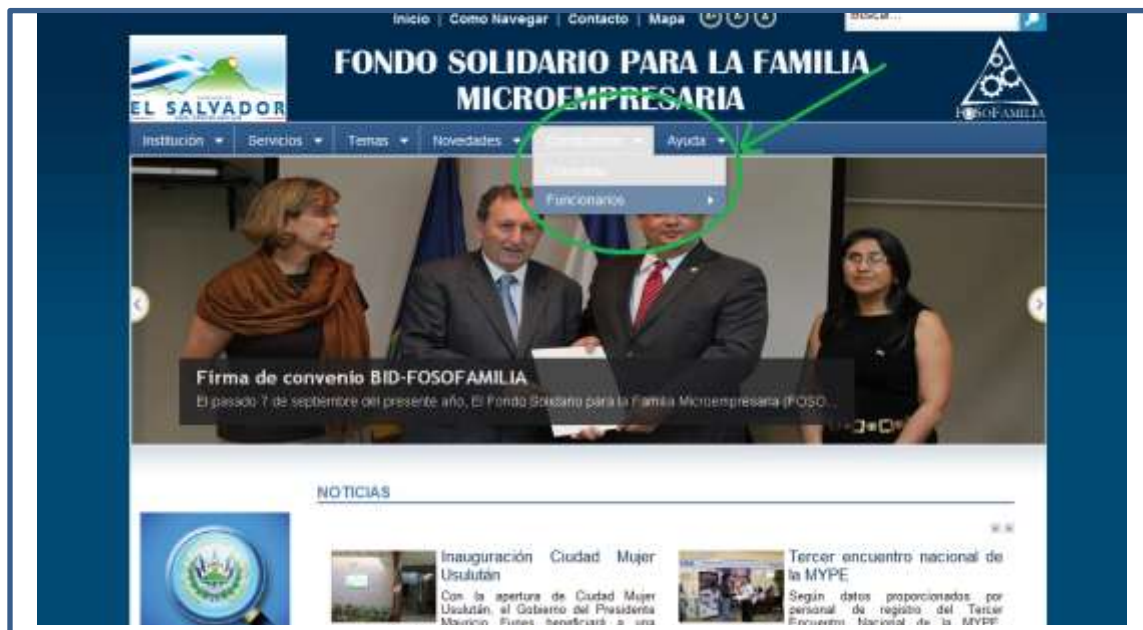 Inicio | Como Navegar | Contacto | Mapa A+ A- A
Buscar...
FONDO SOLIDARIO PARA LA FAMILIA
MICROEMPRESARIA
EL SALVADOR
FOSOFAMILIA
Institución Servicios Temas Novedades Ayuda
Funcionarios
Firma de convenio BID-FOSOFAMILIA
El pasado 7 de septiembre del presente año, El Fondo Solidario para la Familia Microempresaria (FOSO...
NOTICIAS
Inauguración Ciudad Mujer
Usulután
Con la apertura de Ciudad Mujer
Usulután, el Gobierno del Presidente
Mauricio Funes beneficiará a una
Tercer encuentro nacional de
la MYPE
Según datos proporcionados por
personal de registro del Tercer
Encuentro Nacional de la MYPE,